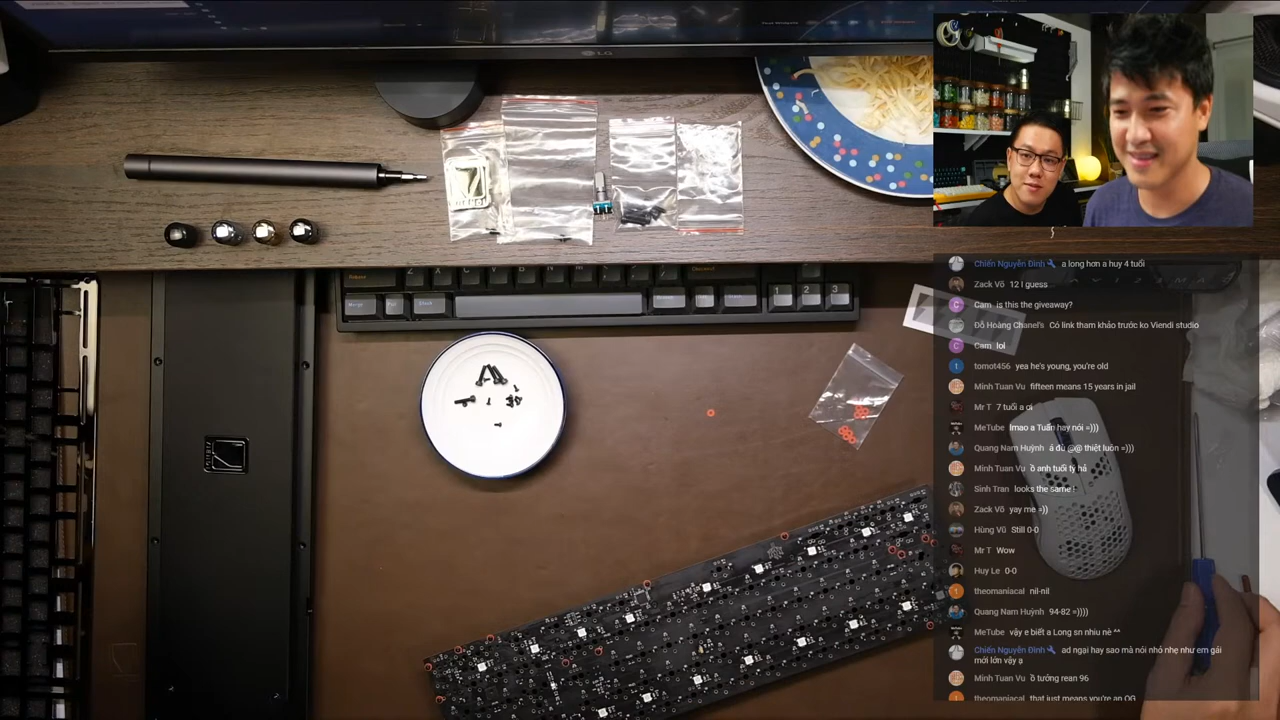 LG
Z X C V B N M
1 2 3
Chiến Nguyễn Đình a long hơn a huy 4 tuổi
Zack Võ 12 I guess
Cam is this the giveaway?
Đỗ Hoàng Chanel's Có link tham khảo trước ko Viendi studio
Cam lol
tomot456 yea he's young, you're old
Minh Tuan Vu fifteen means 15 years in jail
Mr T 7 tuổi a ơi
MeTube lmao a Tuấn hay nói =)))
Quang Nam Huỳnh á đù @@ thiệt luôn =)))
Minh Tuan Vu ồ anh tuổi tý hả
Sinh Tran looks the same !
Zack Võ yay me =))
Hùng Vũ Still 0-0
Mr T Wow
Huy Le 0-0
theomaniacal nil-nil
Quang Nam Huỳnh 94-82 =))))
MeTube vậy e biết a Long sn nhiu nè ^^
Chiến Nguyễn Đình ad ngại hay sao mà nói nhỏ nhẹ như em gái
mới lớn vậy ạ
Minh Tuan Vu ồ tưởng rean 96
theomaniacal that just means you're an OG